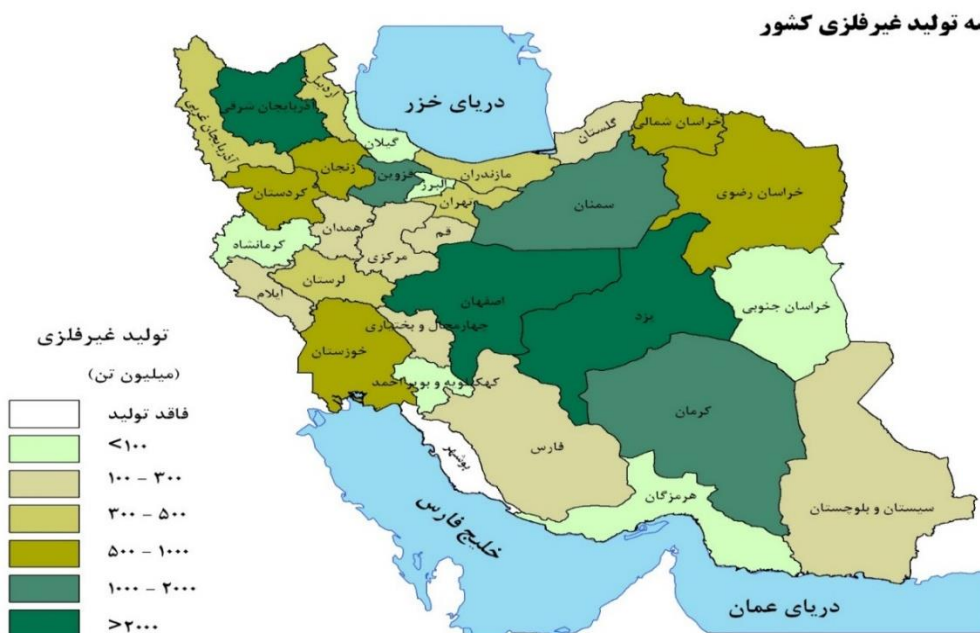 ه تولید غیرفلزی کشور
دریای خزر
آذربایجان شرقی
اردبیل
آذربایجان غربی
گیلان
گلستان
خراسان شمالی
زنجان
قزوین
البرز
مازندران
تهران
کردستان
سمنان
خراسان رضوی
همدان
قم
مرکزی
کرمانشاه
لرستان
ایلام
اصفهان
یزد
خراسان جنوبی
چهارمحال و بختیاری
خوزستان
کهکیلویه و بویراحمد
کرمان
فارس
بوشهر
هرمزگان
سیستان و بلوچستان
خلیج فارس
دریای عمان
تولید غیرفلزی
(میلیون تن)
فاقد تولید
<۱۰۰
۱۰۰ - ۳۰۰
۳۰۰ - ۵۰۰
۵۰۰ - ۱۰۰۰
۱۰۰۰ - ۲۰۰۰
>۲۰۰۰